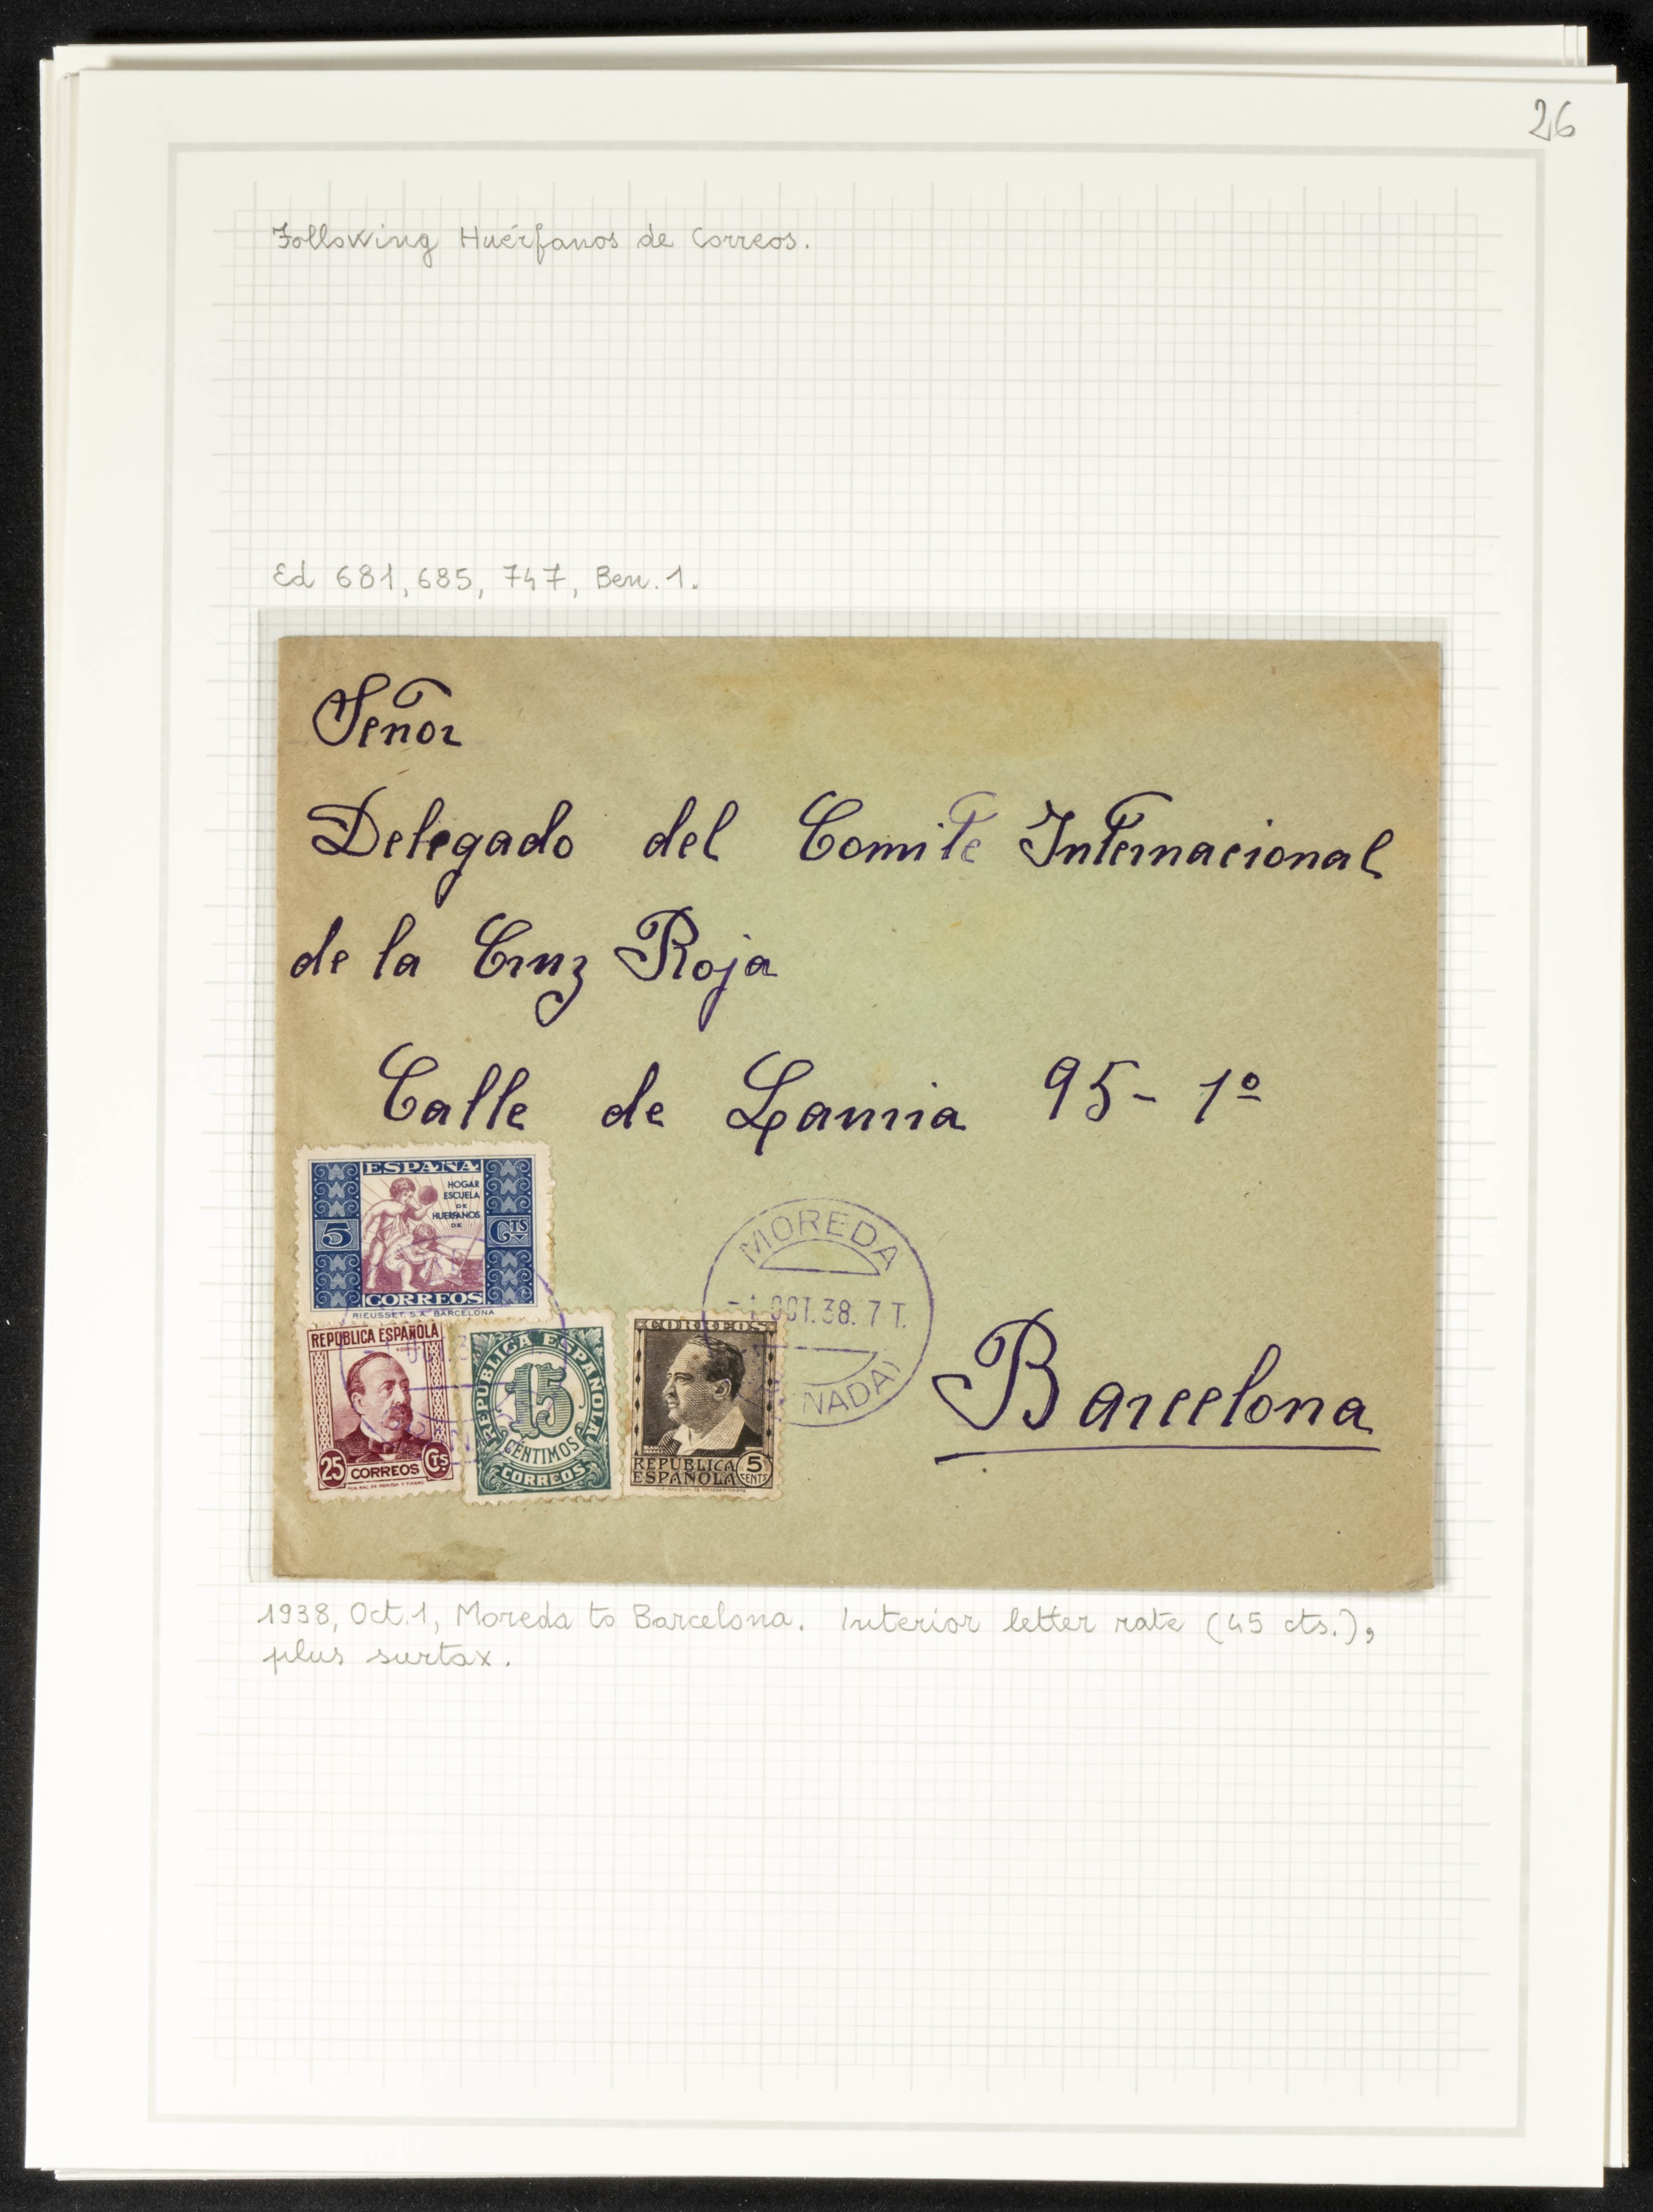 26
Following Huérfanos de Correos.
Ed 681, 685, 747, Ben. 1.
Señor
Delegado del Comite Internacional
de la Cruz Roja
Calle de Lauria 95- 1º
Barcelona
ESPAÑA
HOGAR
ESCUELA
DE
HUERFANOS
DE
5 CTS
CORREOS
RIEUSSET, S.A. BARCELONA
REPUBLICA ESPAÑOLA
25 CORREOS CTS
REPUBLICA ESPAÑOLA
15
CÉNTIMOS
CORREOS
CORREOS
REPUBLICA
ESPAÑOLA
5
CENTS
MOREDA
-1 OCT.38. 7 T.
NADA)
1938, Oct. 1, Moreda to Barcelona. Interior letter rate (45 cts.),
plus surtax.